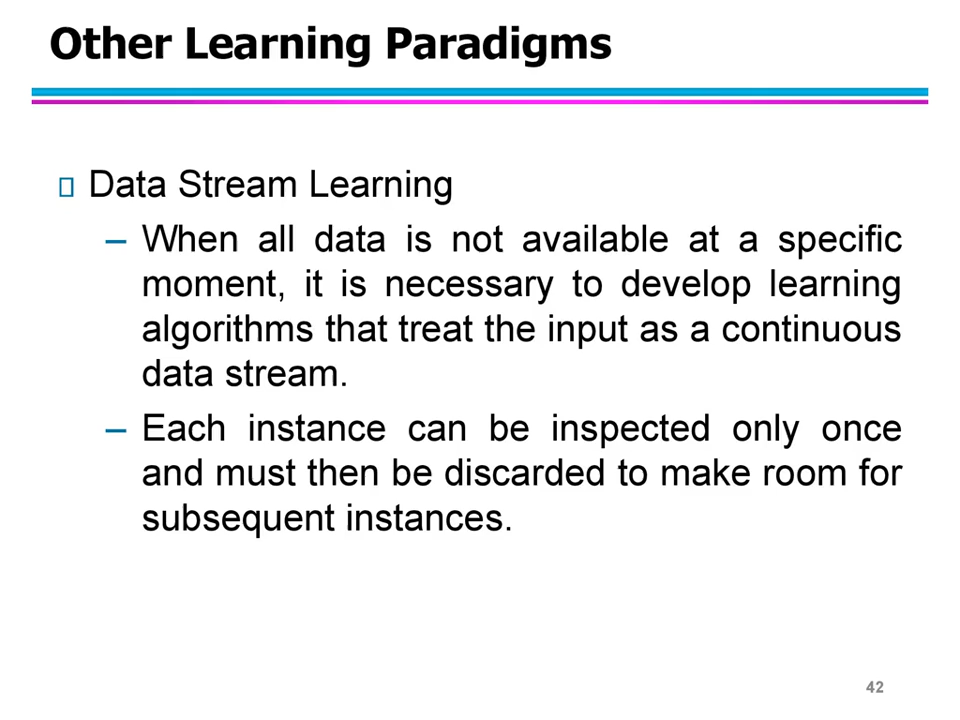 Other Learning Paradigms
Data Stream Learning
– When all data is not available at a specific
moment, it is necessary to develop learning
algorithms that treat the input as a continuous
data stream.
– Each instance can be inspected only once
and must then be discarded to make room for
subsequent instances.
42